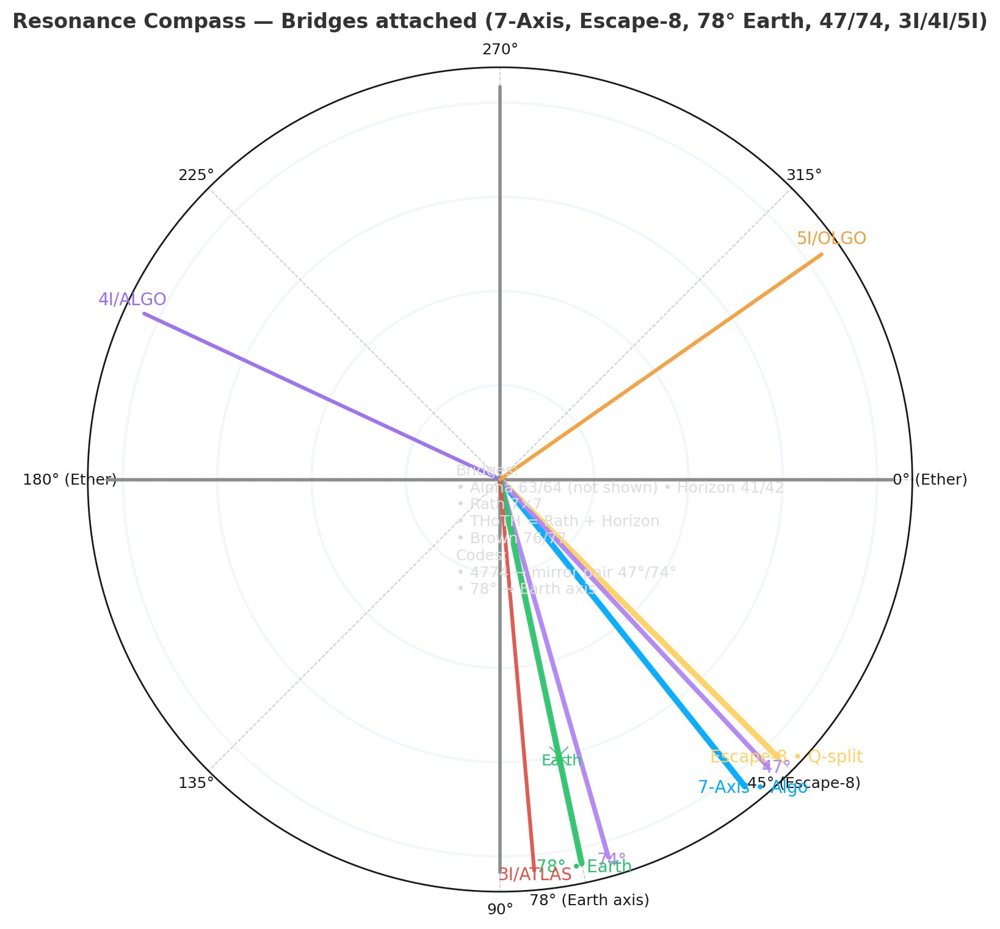 Resonance Compass — Bridges attached (7-Axis, Escape-8, 78° Earth, 47/74, 3I/4I/5I)
270°
225°
315°
5I/OLGO
4I/ALGO
180° (Ether)
0° (Ether)
Bridges:
• Alpha 63/64 (not shown) • Horizon 41/42
• Rath 7×7
• THoTH = Rath + Horizon
• Brown 76/77
Codes:
• 4774 → mirror pair 47°/74°
• 78° → Earth axis
Earth
Escape-8 • Q-split
47°
135°
45° (Escape-8)
7-Axis • Algo
74°
78° • Earth
3I/ATLAS
78° (Earth axis)
90°